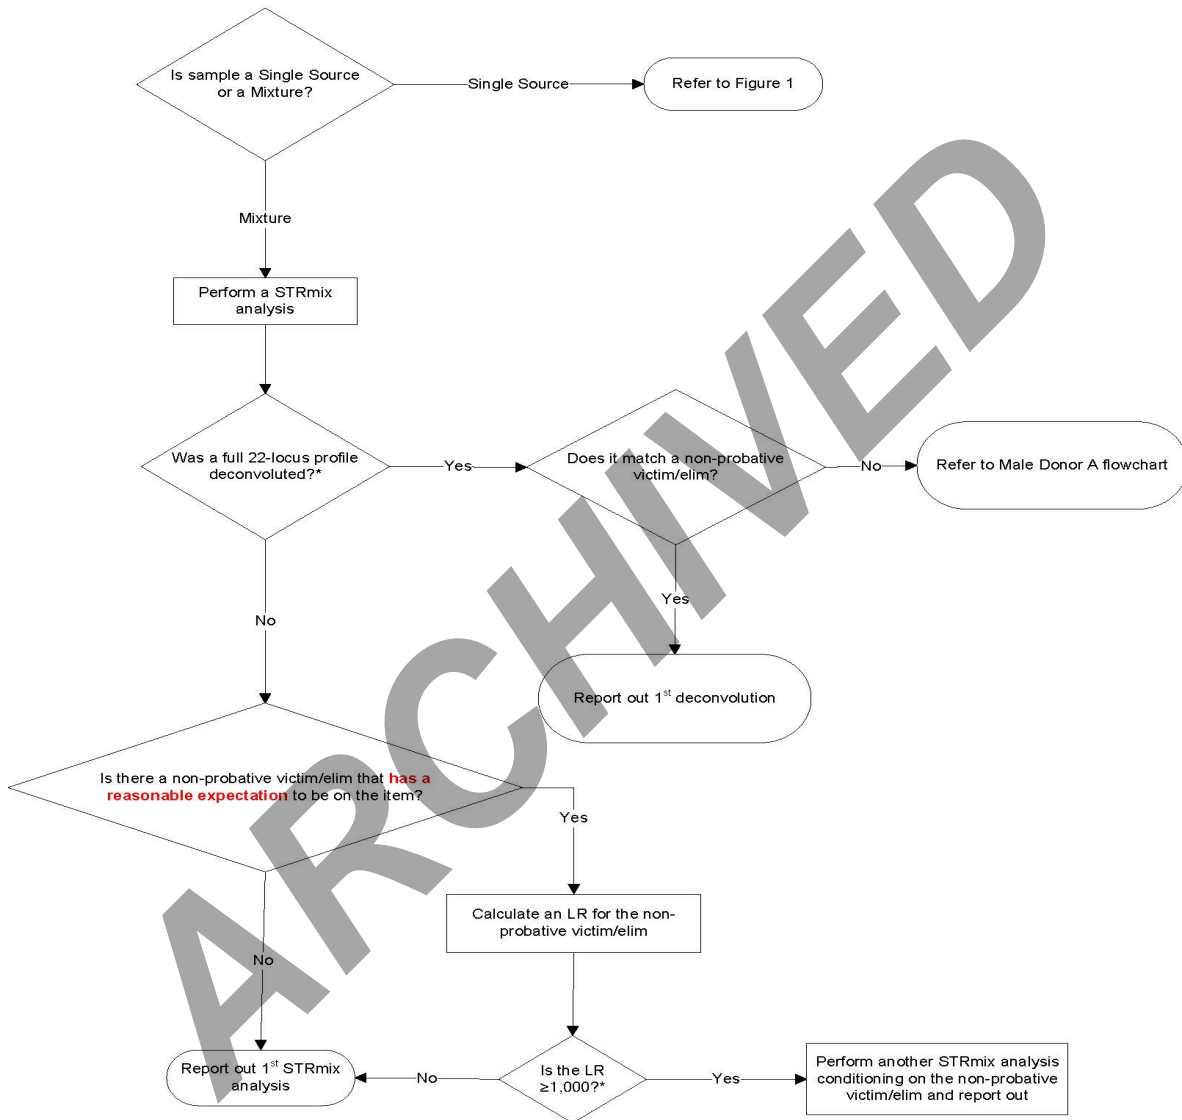 Is sample a Single Source
or a Mixture?
Single Source
Refer to Figure 1
Mixture
Perform a STRmix
analysis
Was a full 22-locus profile
deconvoluted?*
Yes
Does it match a non-probative
victim/elim?
No
Refer to Male Donor A flowchart
Yes
Report out 1st deconvolution
No
Is there a non-probative victim/elim that has a
reasonable expectation to be on the item?
Yes
Calculate an LR for the non-
probative victim/elim
No
Report out 1st STRmix
analysis
No
Is the LR
≥1,000?*
Yes
Perform another STRmix analysis
conditioning on the non-probative
victim/elim and report out
ARCHIVED